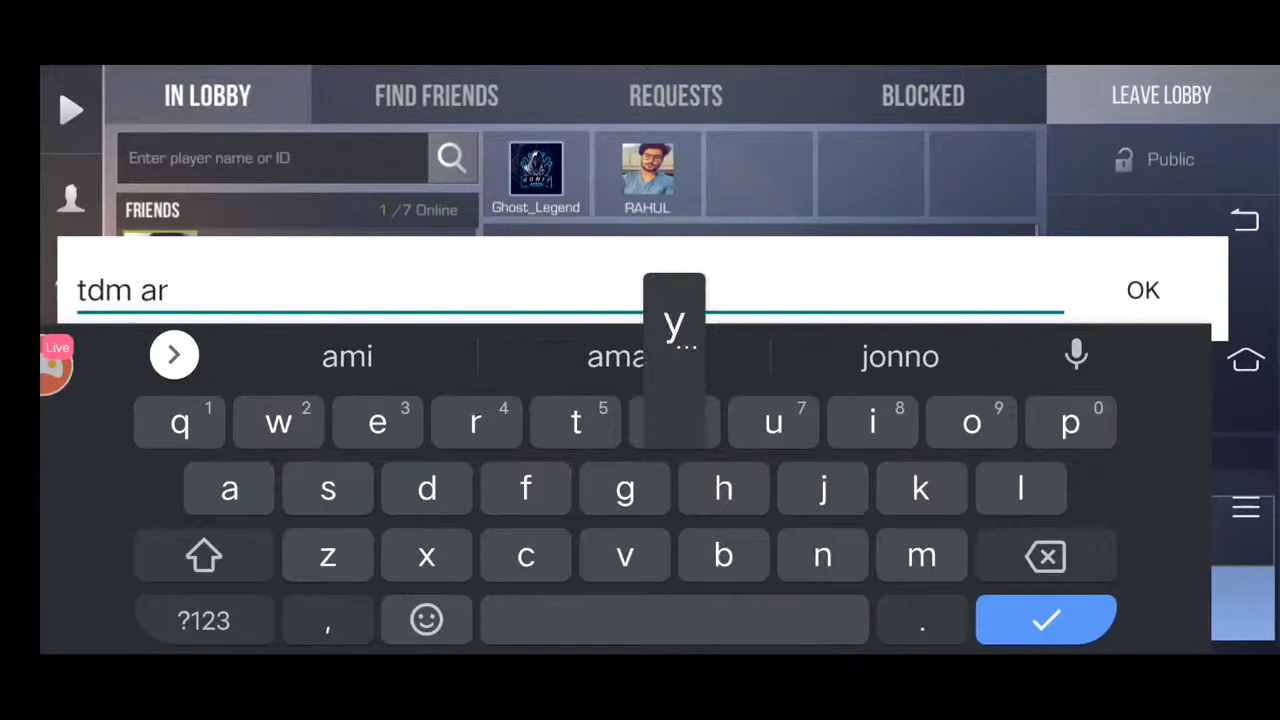 IN LOBBY
FIND FRIENDS
REQUESTS
BLOCKED
LEAVE LOBBY
Enter player name or ID
Public
Ghost_Legend
RAHUL
FRIENDS
1 /7 Online
tdm ar
OK
y
...
Live
ami
ama
jonno
q 1
w 2
e 3
r 4
t 5
u 7
i 8
o 9
p 0
a s d f g h j k l
z x c v b n m
?123 , .